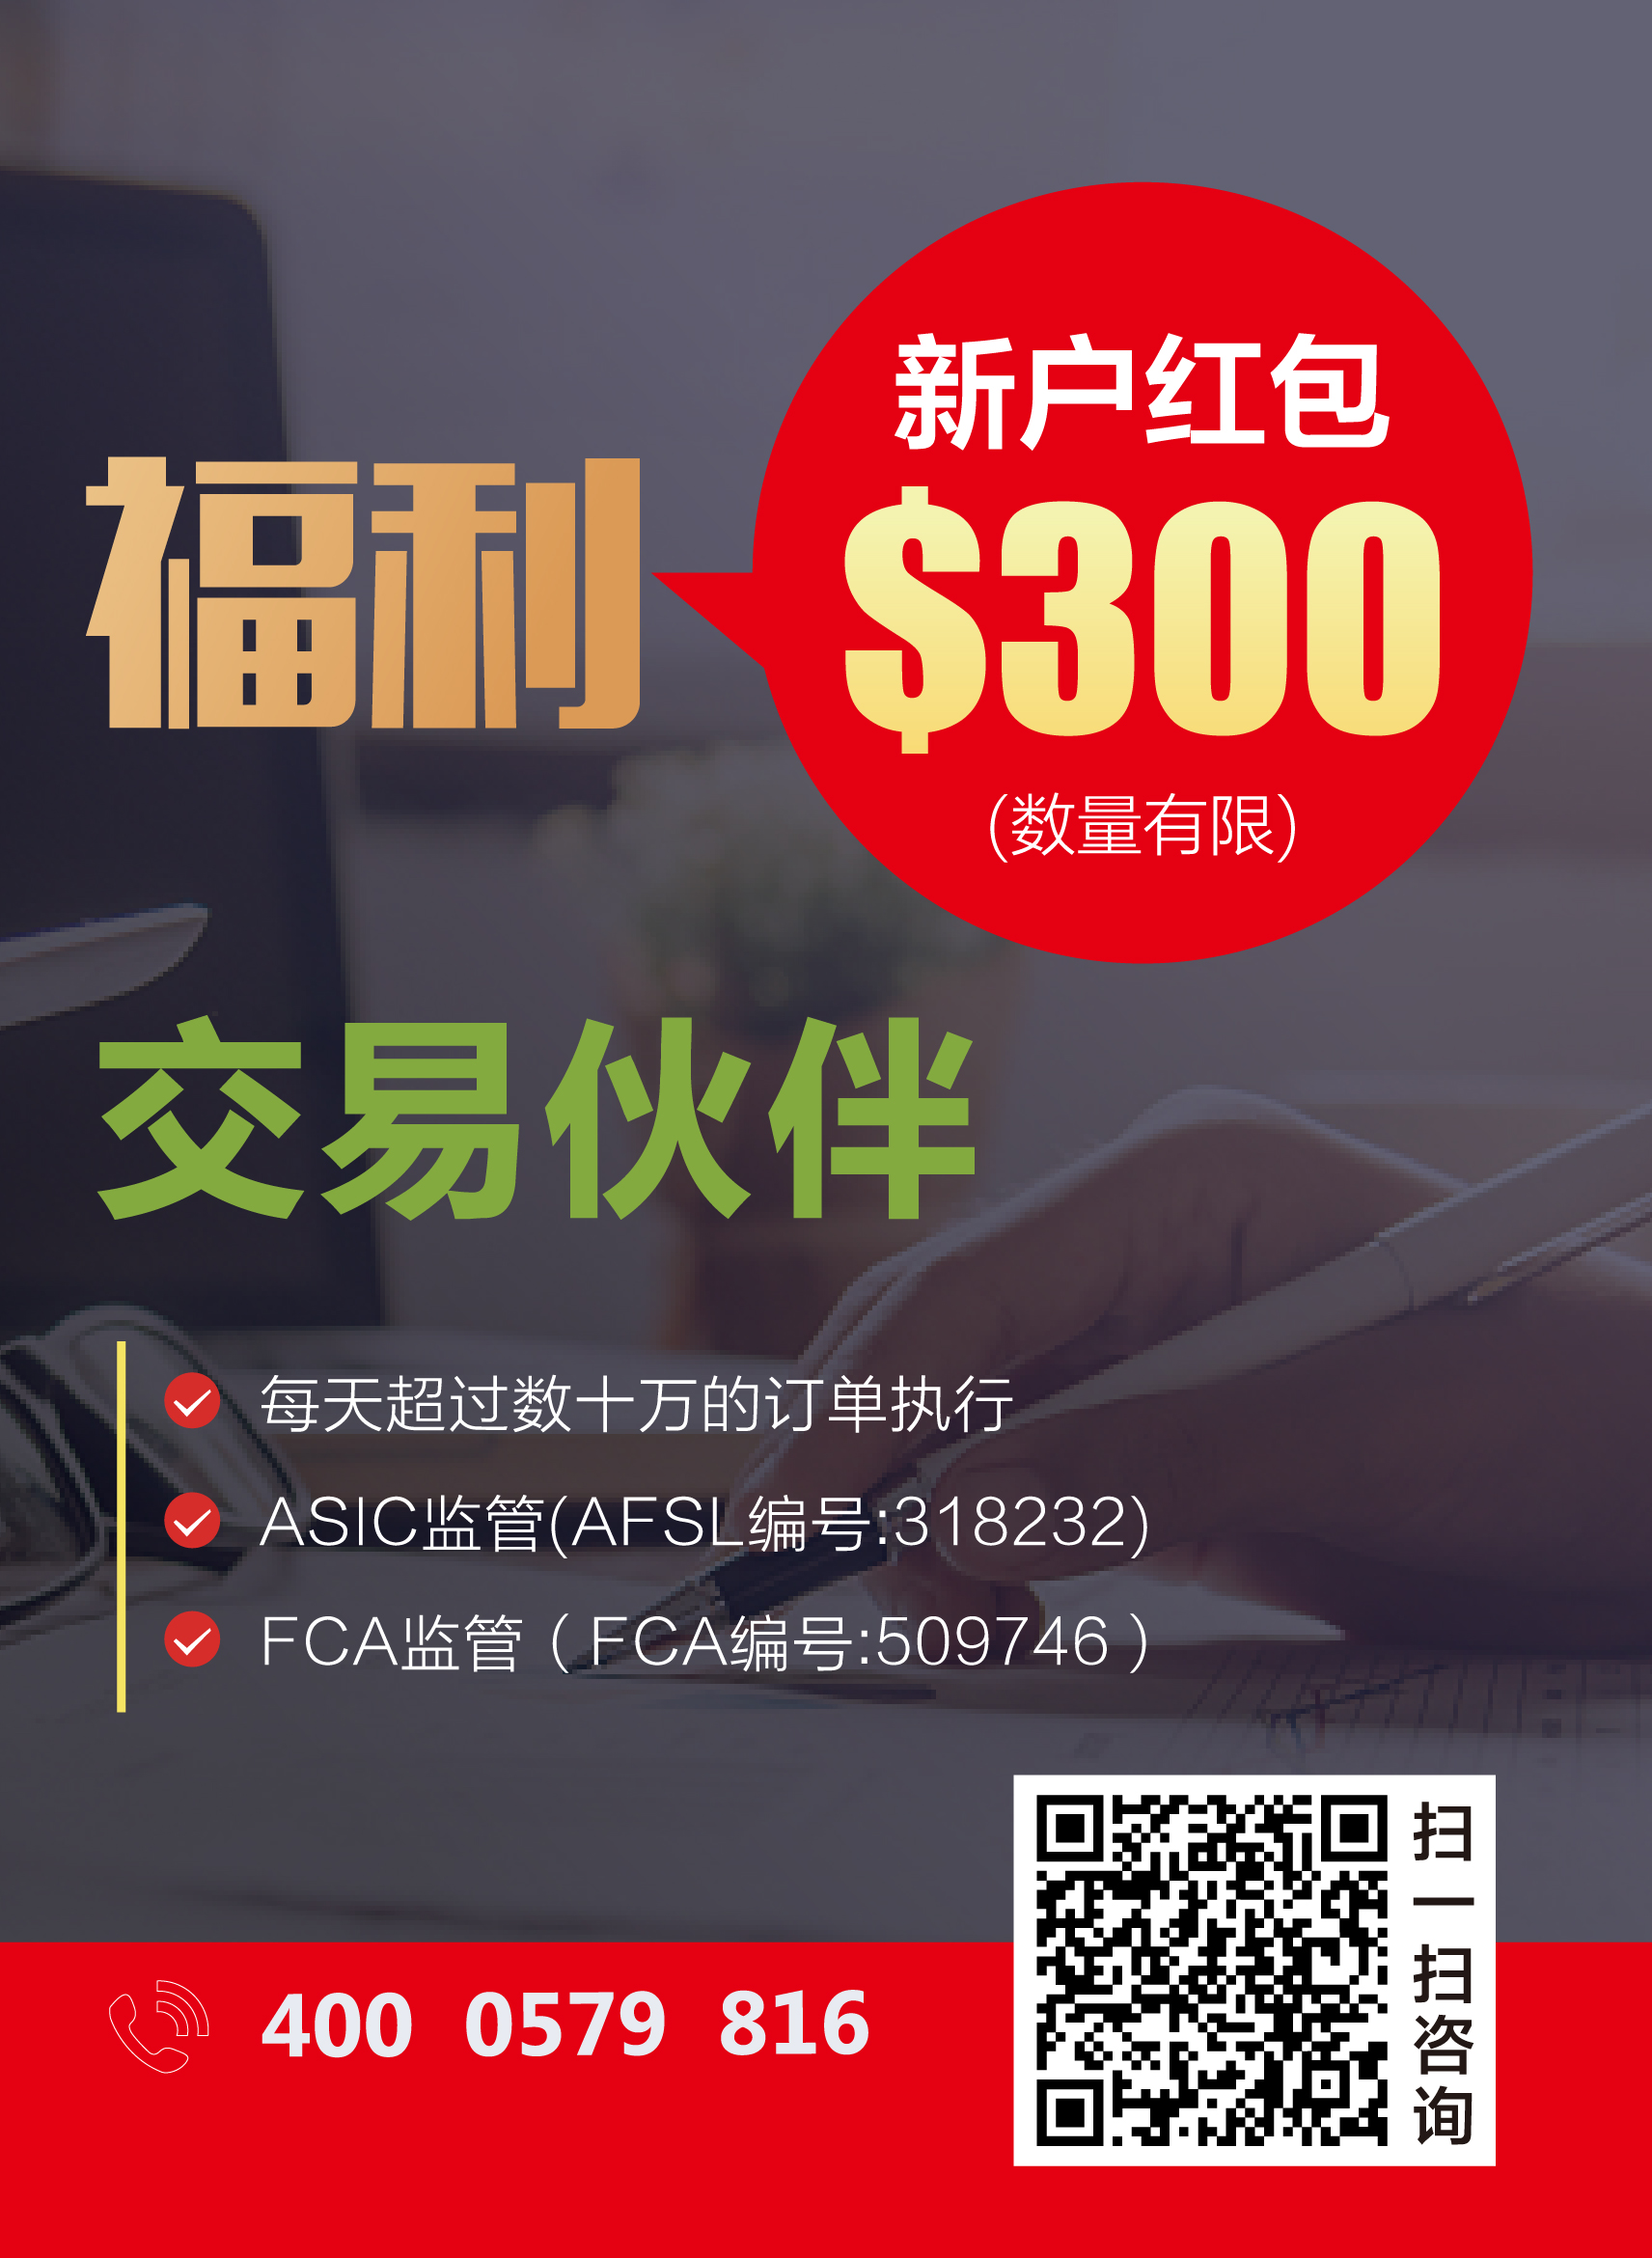 福利
新户红包
$300
(数量有限)
交易伙伴
每天超过数十万的订单执行
ASIC监管(AFSL编号:318232)
FCA监管（FCA编号:509746）
400 0579 816
扫一扫咨询